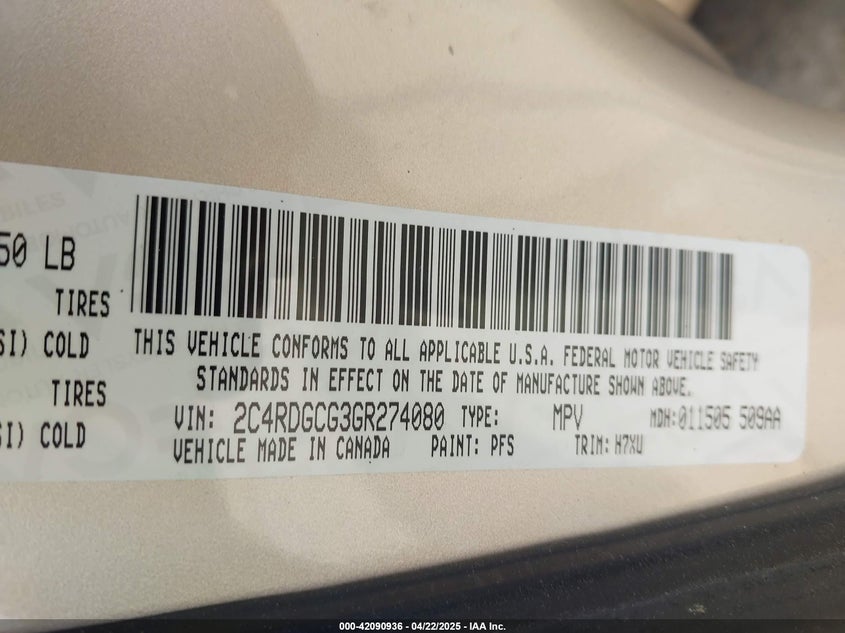 50 LB
TIRES
SI) COLD
TIRES
SI) COLD
THIS VEHICLE CONFORMS TO ALL APPLICABLE U.S.A. FEDERAL MOTOR VEHICLE SAFETY
STANDARDS IN EFFECT ON THE DATE OF MANUFACTURE SHOWN ABOVE.
VIN: 2C4RDGCG3GR274080 TYPE: MPV MDH:011505 509AA
VEHICLE MADE IN CANADA PAINT: PFS TRIM: H7XU
000-42090936 - 04/22/2025 - IAA Inc.